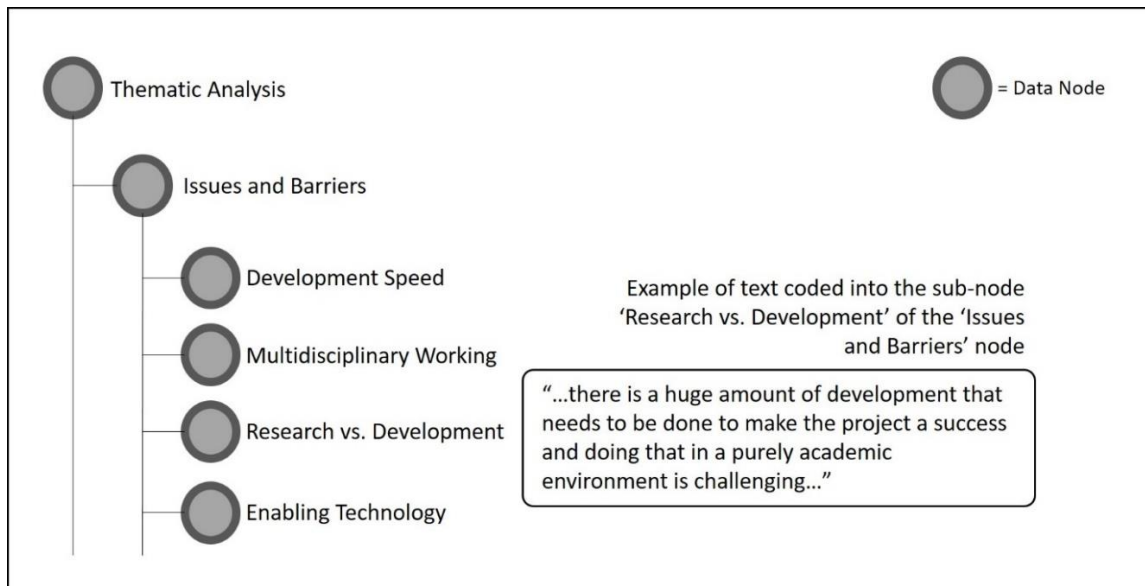 Thematic Analysis
= Data Node
Issues and Barriers
Development Speed
Multidisciplinary Working
Research vs. Development
Enabling Technology
Example of text coded into the sub-node
‘Research vs. Development’ of the ‘Issues
and Barriers’ node
“...there is a huge amount of development that
needs to be done to make the project a success
and doing that in a purely academic
environment is challenging...”